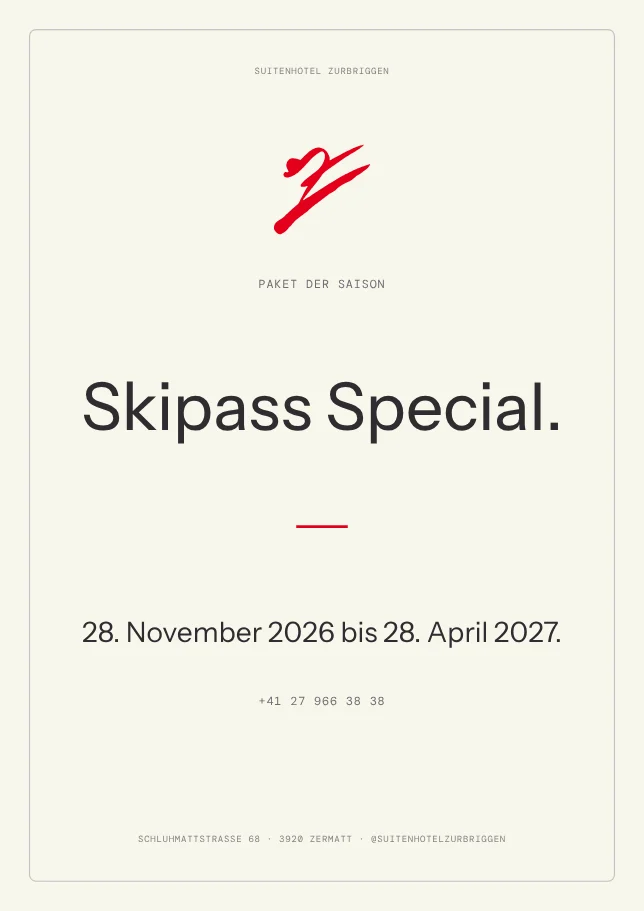 SUITENHOTEL ZURBRIGGEN
PAKET DER SAISON
Skipass Special.
28. November 2026 bis 28. April 2027.
+41 27 966 38 38
SCHLUHMATTSTRASSE 68 · 3920 ZERMATT · @SUITENHOTELZURBRIGGEN